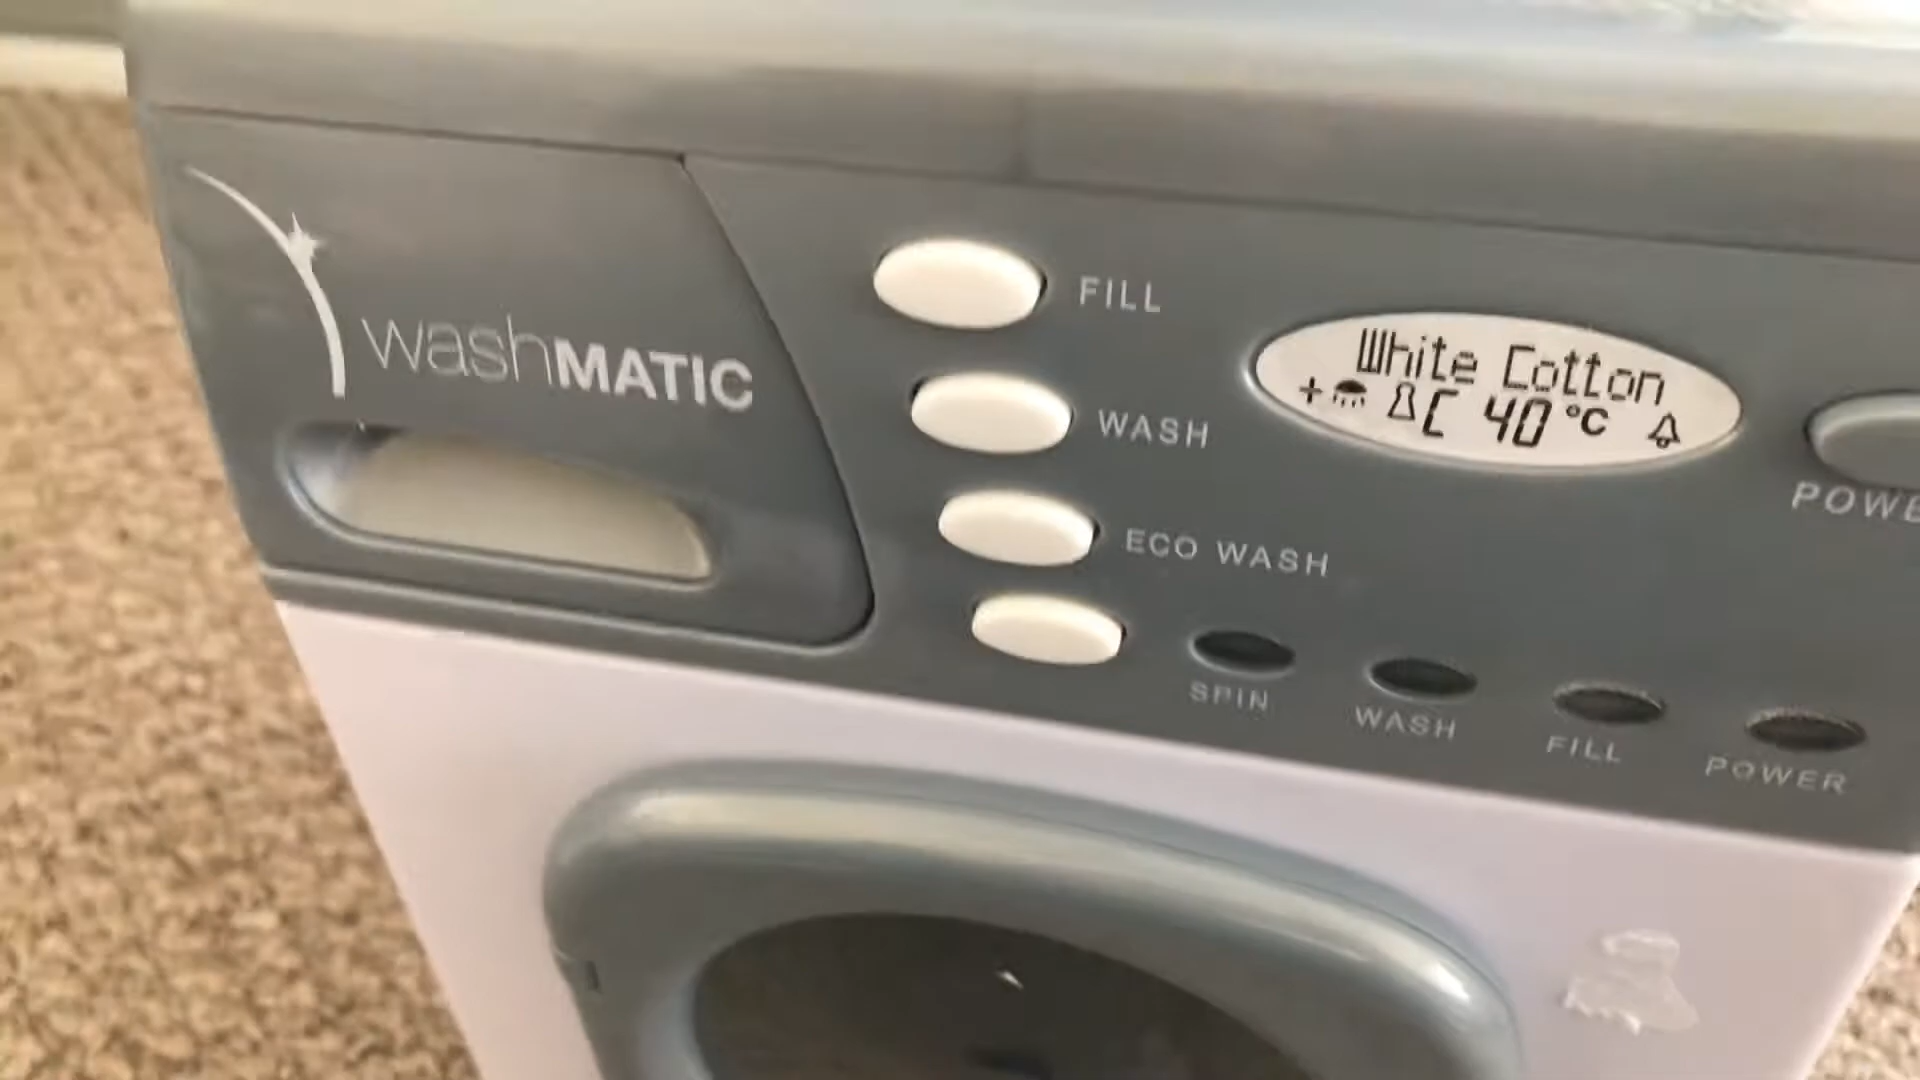 washMATIC
FILL
WASH
ECO WASH
White Cotton
40 °C
POWE
SPIN
WASH
FILL
POWER